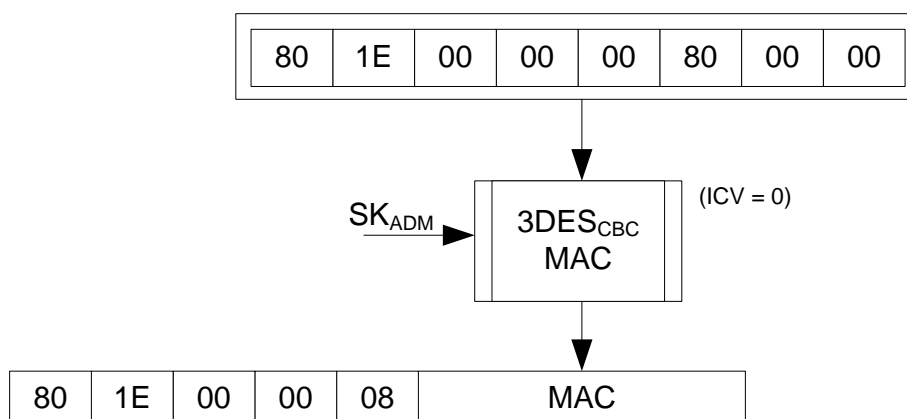 80 1E 00 00 00 80 00 00
(ICV = 0)
SKADM
3DESCBC
MAC
80 1E 00 00 08 MAC